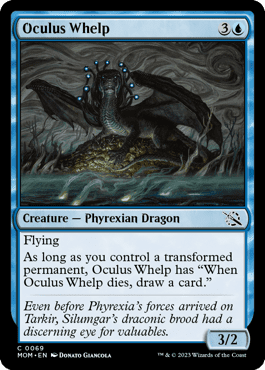 Oculus Whelp 3
Creature — Phyrexian Dragon
Flying
As long as you control a transformed
permanent, Oculus Whelp has “When
Oculus Whelp dies, draw a card.”
Even before Phyrexia’s forces arrived on
Tarkir, Silumgar’s draconic brood had a
discerning eye for valuables.
3/2
C 0069
MOM • EN DONATO GIANCOLA
™ & © 2023 Wizards of the Coast